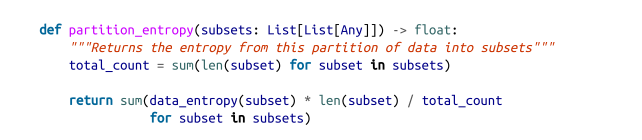 def partition_entropy(subsets: List[List[Any]]) -> float:
    """Returns the entropy from this partition of data into subsets"""
    total_count = sum(len(subset) for subset in subsets)

    return sum(data_entropy(subset) * len(subset) / total_count
               for subset in subsets)